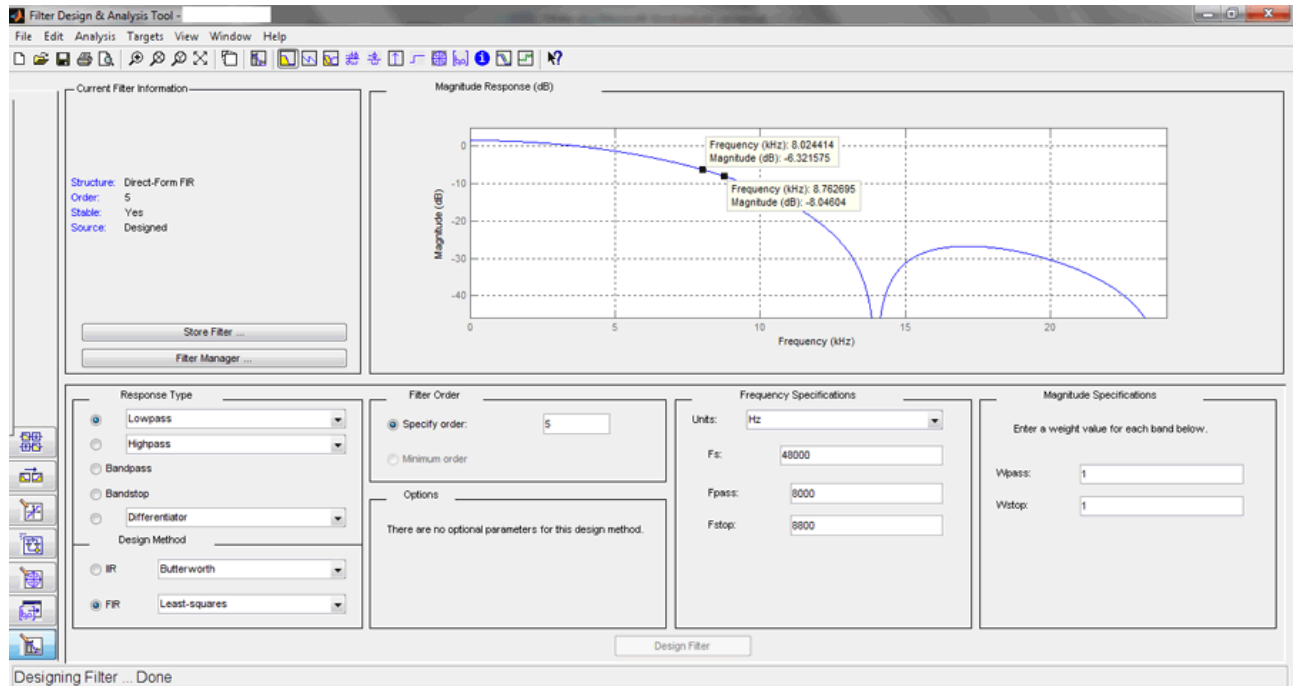 Filter Design & Analysis Tool -
File Edit Analysis Targets View Window Help
Current Filter Information
Structure: Direct-Form FIR
Order: 5
Stable: Yes
Source: Designed
Store Filter ...
Filter Manager ...
Magnitude Response (dB)
Frequency (kHz): 8.024414
Magnitude (dB): -6.321575
Frequency (kHz): 8.762695
Magnitude (dB): -8.04604
Magnitude (dB)
0
-10
-20
-30
-40
0 5 10 15 20
Frequency (kHz)
Response Type
Lowpass
Highpass
Bandpass
Bandstop
Differentiator
Design Method
IIR Butterworth
FIR Least-squares
Filter Order
Specify order: 5
Minimum order
Options
There are no optional parameters for this design method.
Frequency Specifications
Units: Hz
Fs: 48000
Fpass: 8000
Fstop: 8800
Magnitude Specifications
Enter a weight value for each band below.
Wpass: 1
Wstop: 1
Design Filter
Designing Filter ... Done